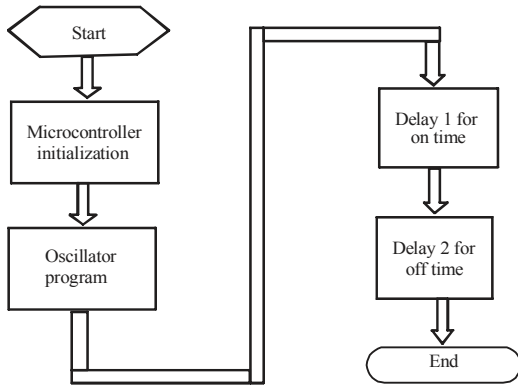 Start
Microcontroller
initialization
Oscillator
program
Delay 1 for
on time
Delay 2 for
off time
End